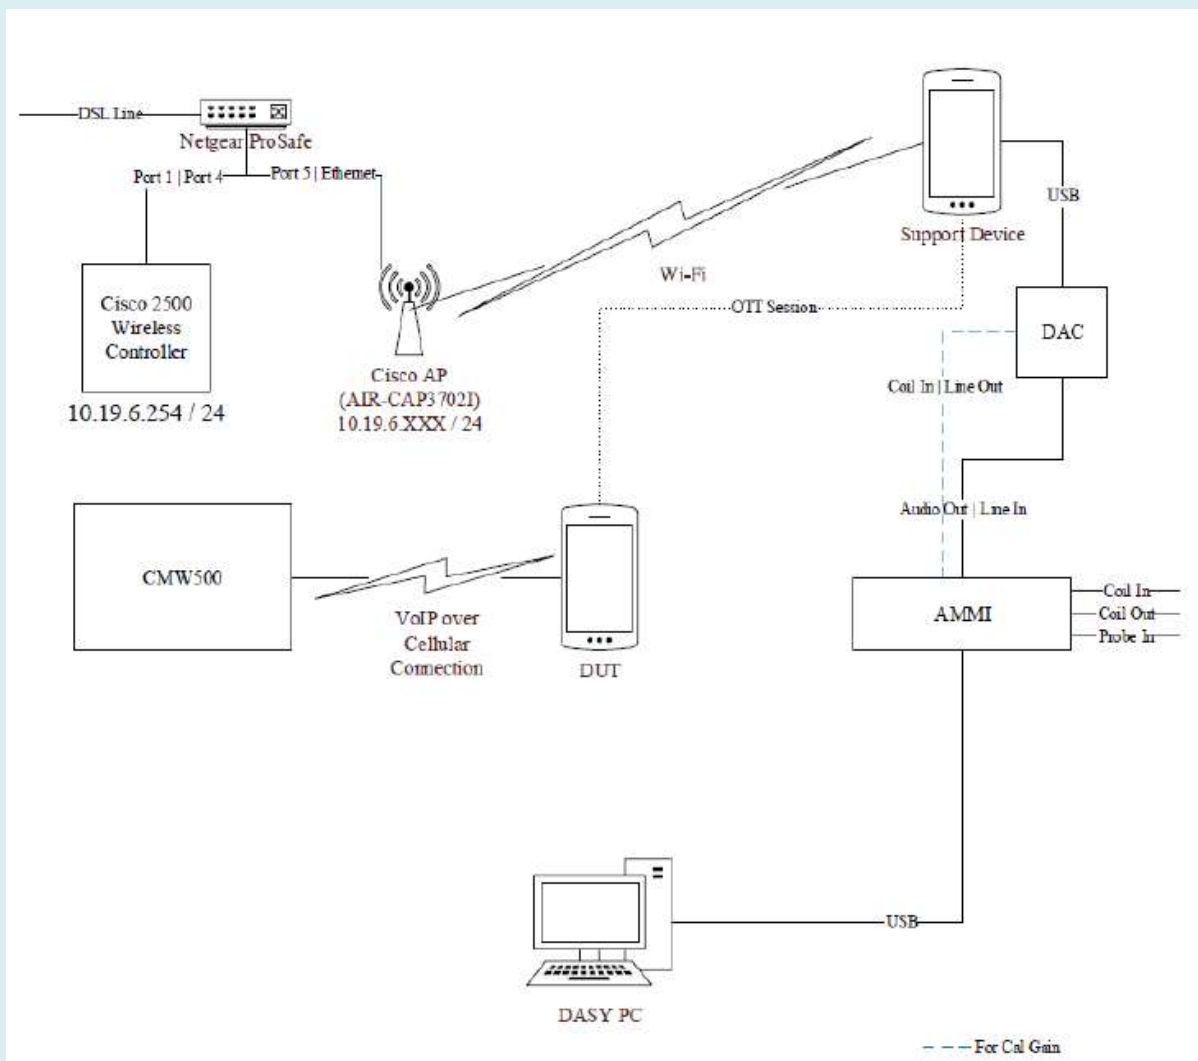 DSL Line
Netgear ProSafe
Port 1 | Port 4
Port 5 | Ethernet
Support Device
USB
Wi-Fi
Cisco 2500
Wireless
Controller
10.19.6.254 / 24
Cisco AP
(AIR-CAP3702I)
10.19.6.XXX / 24
OTT Session
DAC
Coil In | Line Out
Audio Out | Line In
CMW500
VoIP over
Cellular
Connection
DUT
AMMI
Coil In
Coil Out
Probe In
USB
DASY PC
For Cal Gain